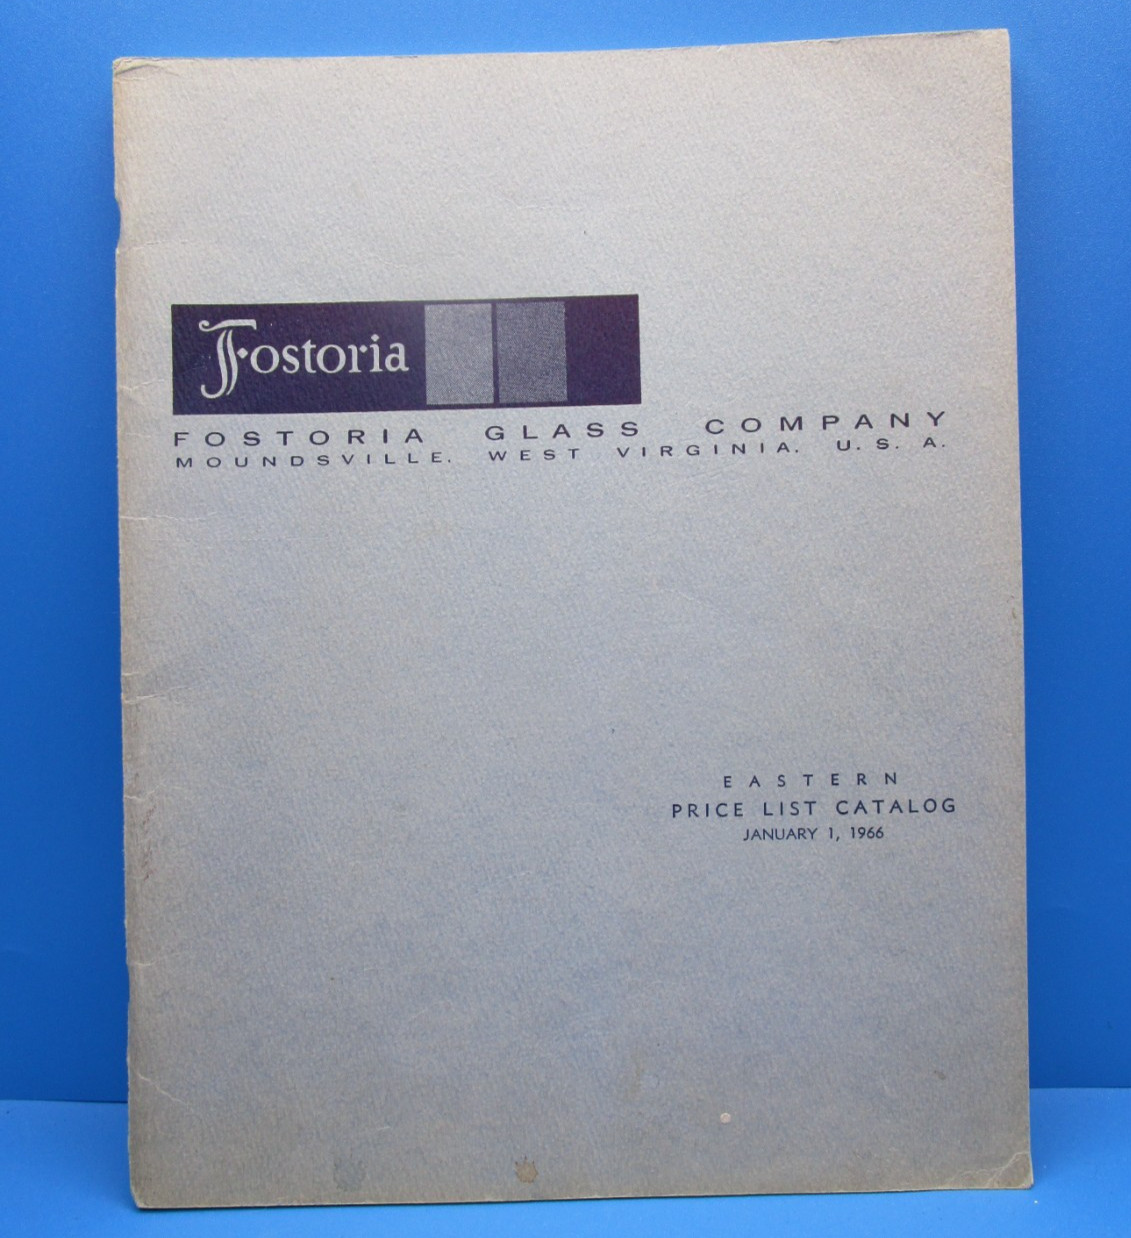 Fostoria
FOSTORIA GLASS COMPANY
MOUNDSVILLE, WEST VIRGINIA, U. S. A.
EASTERN
PRICE LIST CATALOG
JANUARY 1, 1966